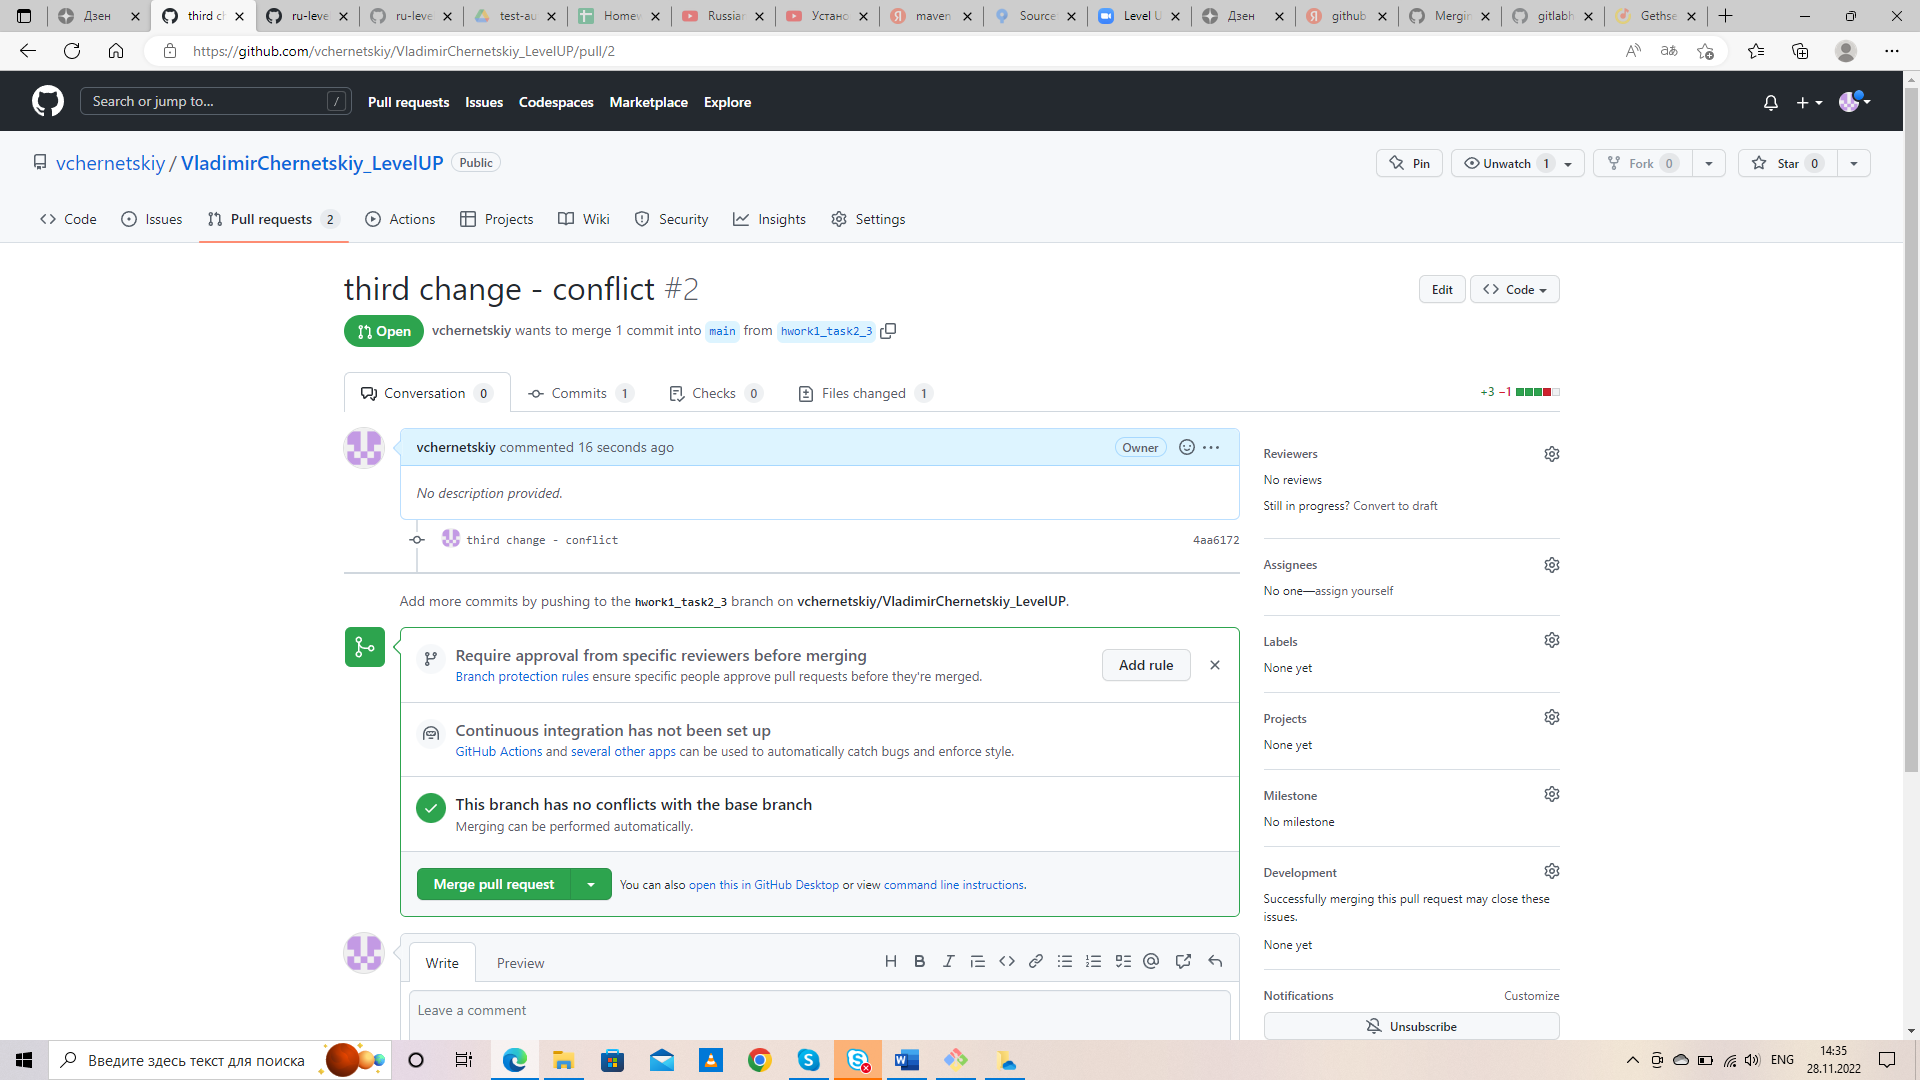 Дзен
third ch
ru-leve
ru-leve
test-au
Homew
Russian
Устано
maven
Source
Level U
Дзен
github
Mergin
gitlabh
Gethse
https://github.com/vchernetskiy/VladimirChernetskiy_LevelUP/pull/2
Search or jump to...
/
Pull requests
Issues
Codespaces
Marketplace
Explore
vchernetskiy / VladimirChernetskiy_LevelUP
Public
Pin
Unwatch 1
Fork 0
Star 0
Code
Issues
Pull requests 2
Actions
Projects
Wiki
Security
Insights
Settings
third change - conflict #2
Edit
Code
Open
vchernetskiy wants to merge 1 commit into main from hwork1_task2_3
Conversation 0
Commits 1
Checks 0
Files changed 1
+3 −1
vchernetskiy commented 16 seconds ago
Owner
No description provided.
third change - conflict
4aa6172
Add more commits by pushing to the hwork1_task2_3 branch on vchernetskiy/VladimirChernetskiy_LevelUP.
Require approval from specific reviewers before merging
Branch protection rules ensure specific people approve pull requests before they're merged.
Add rule
Continuous integration has not been set up
GitHub Actions and several other apps can be used to automatically catch bugs and enforce style.
This branch has no conflicts with the base branch
Merging can be performed automatically.
Merge pull request
You can also open this in GitHub Desktop or view command line instructions.
Write
Preview
Leave a comment
Reviewers
No reviews
Still in progress? Convert to draft
Assignees
No one—assign yourself
Labels
None yet
Projects
None yet
Milestone
No milestone
Development
Successfully merging this pull request may close these
issues.
None yet
Notifications
Customize
Unsubscribe
Введите здесь текст для поиска
ENG
14:35
28.11.2022